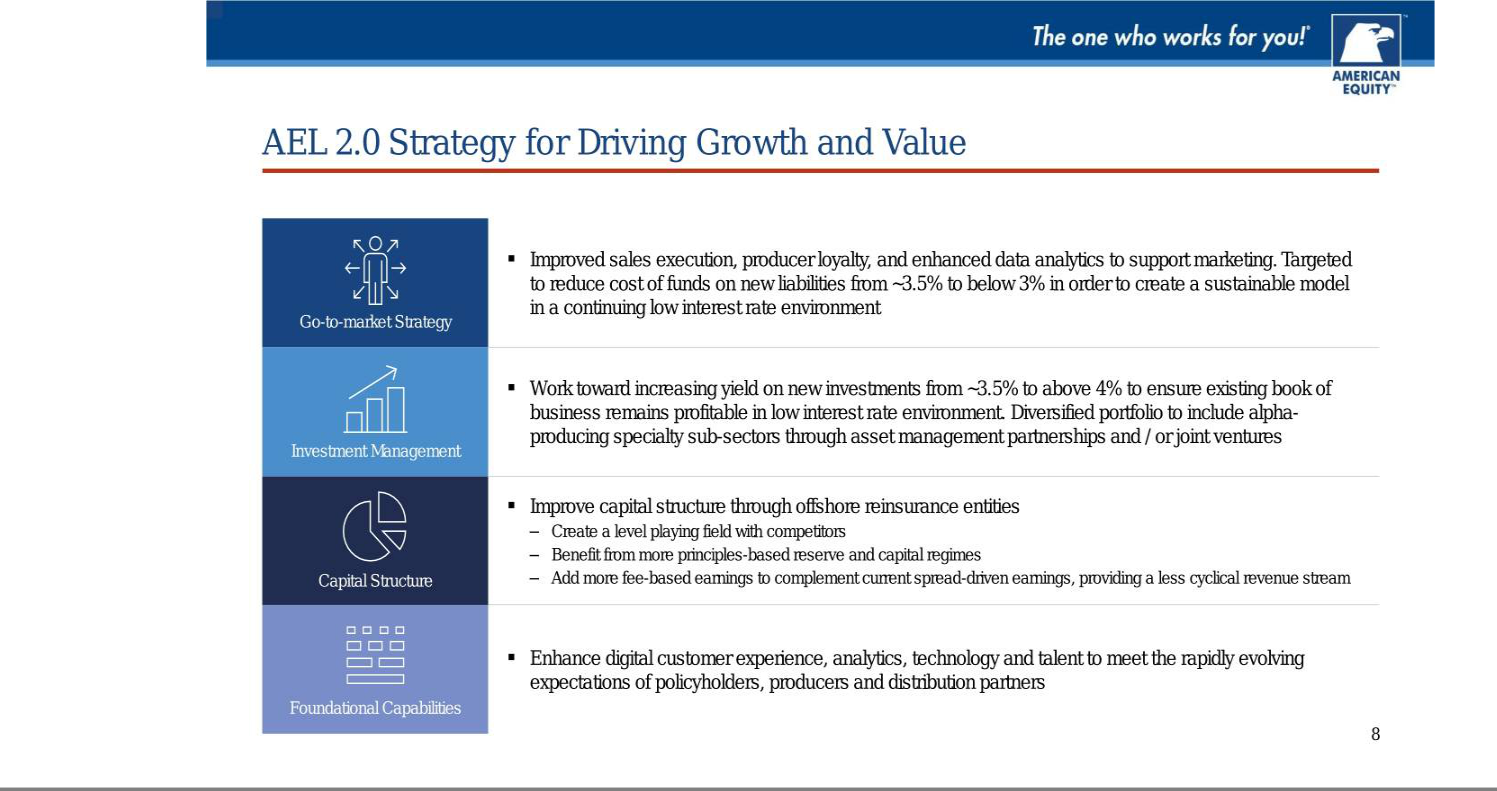 The one who works for you!®
AMERICAN
EQUITY™
AEL 2.0 Strategy for Driving Growth and Value
Go-to-market Strategy
▪ Improved sales execution, producer loyalty, and enhanced data analytics to support marketing. Targeted
to reduce cost of funds on new liabilities from ~3.5% to below 3% in order to create a sustainable model
in a continuing low interest rate environment
Investment Management
▪ Work toward increasing yield on new investments from ~3.5% to above 4% to ensure existing book of
business remains profitable in low interest rate environment. Diversified portfolio to include alpha-
producing specialty sub-sectors through asset management partnerships and / or joint ventures
Capital Structure
▪ Improve capital structure through offshore reinsurance entities
– Create a level playing field with competitors
– Benefit from more principles-based reserve and capital regimes
– Add more fee-based earnings to complement current spread-driven earnings, providing a less cyclical revenue stream
Foundational Capabilities
▪ Enhance digital customer experience, analytics, technology and talent to meet the rapidly evolving
expectations of policyholders, producers and distribution partners
8